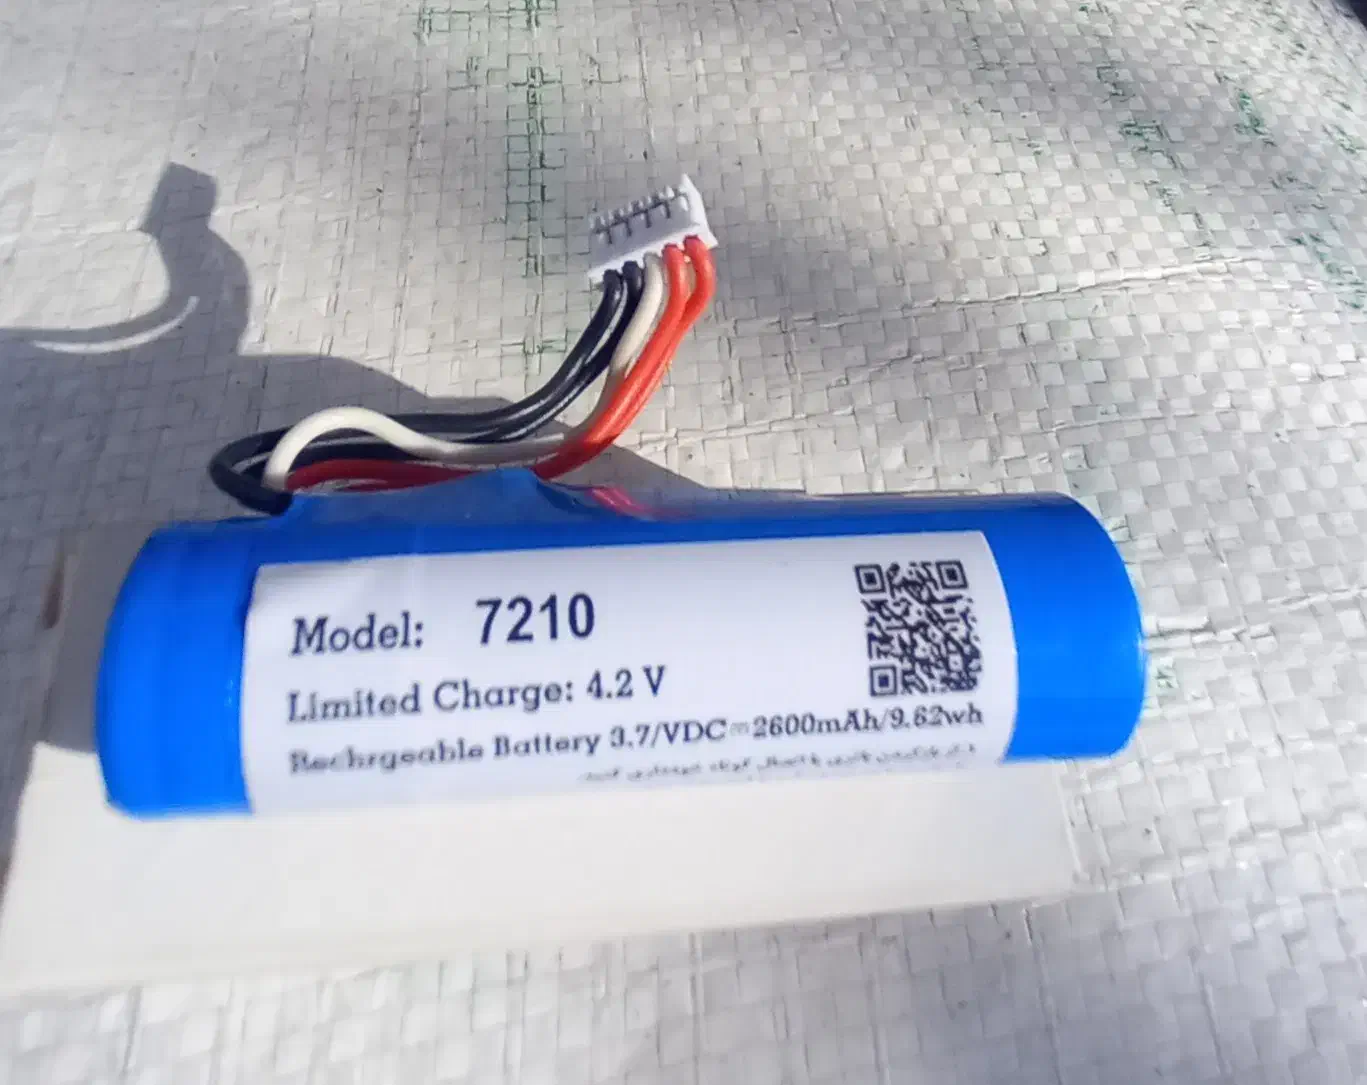 Model: 7210
Limited Charge: 4.2 V
Rechrgeable Battery 3.7/VDC⎓2600mAh/9.62wh